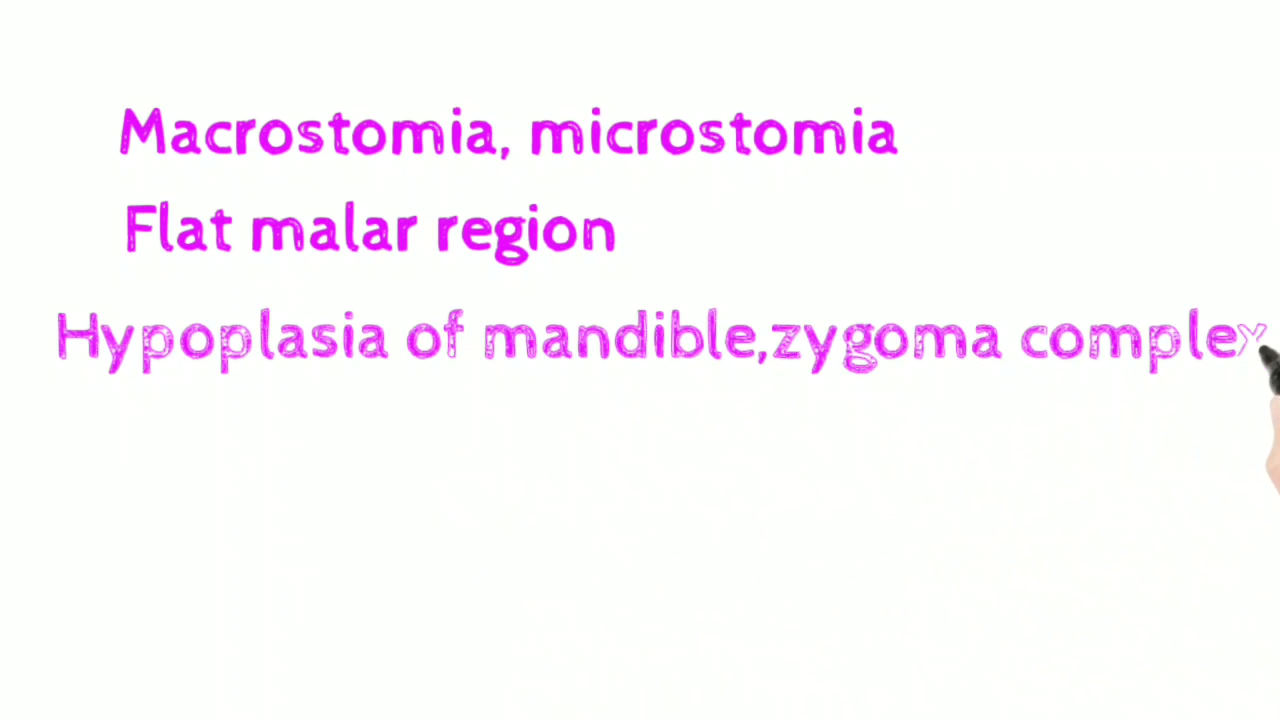 Macrostomia, microstomia
Flat malar region
Hypoplasia of mandible,zygoma complex